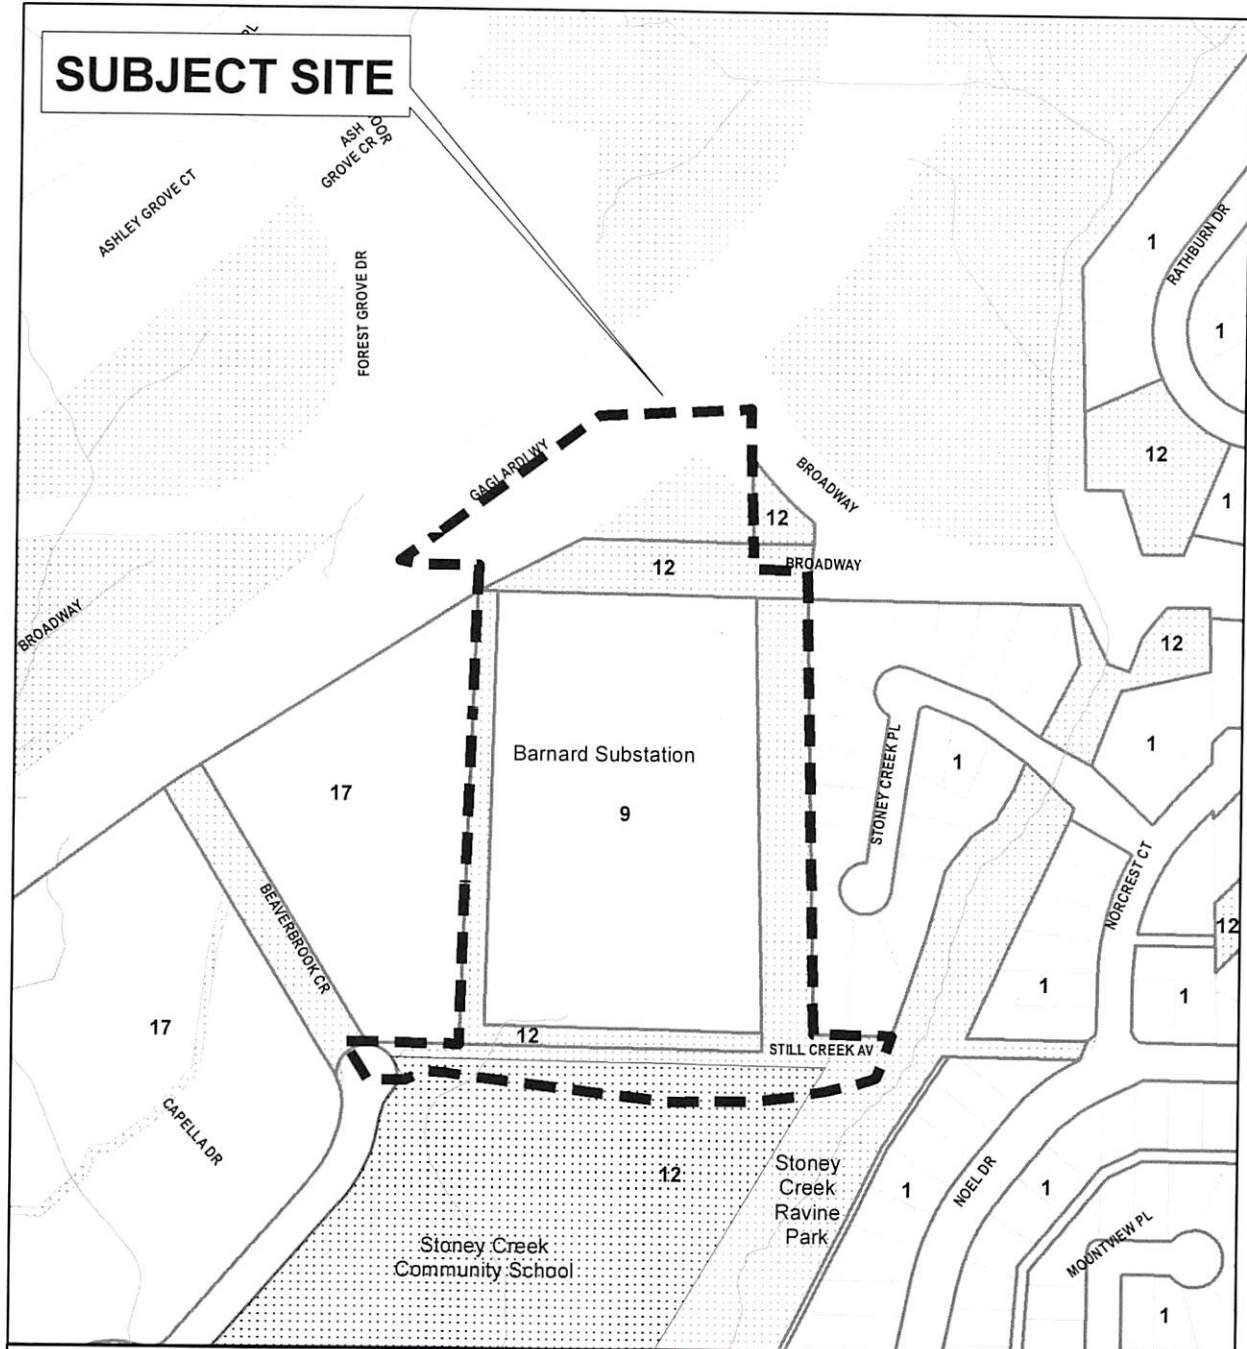 PL
SUBJECT SITE
ASH
OOR
GROVE CR
ASHLEY GROVE CT
FOREST GROVE DR
1
RATHBURN DR
1
12
1
GAGLARDI WY
BROADWAY
12
BROADWAY
12
BROADWAY
12
Barnard Substation
9
17
STONEY CREEK PL
1
1
NORCREST CT
12
BEAVERBROOK CR
1
1
17
12
STILL CREEK AV
CAPELLA DR
12
Stoney
Creek
Ravine
Park
1
NOEL DR
1
MOUNTVIEW PL
Stoney Creek
Community School
1